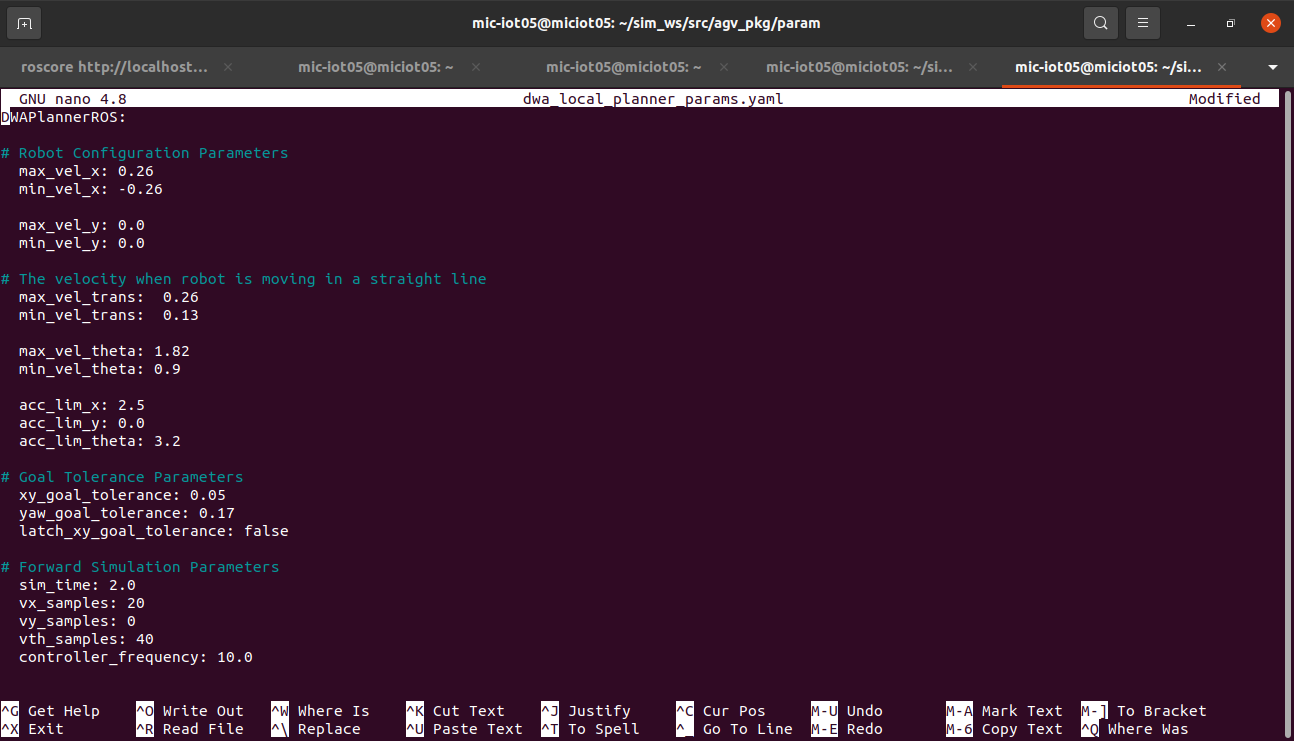 mic-iot05@miciot05: ~/sim_ws/src/agv_pkg/param
roscore http://localhost... × mic-iot05@miciot05: ~ × mic-iot05@miciot05: ~ × mic-iot05@miciot05: ~/si... × mic-iot05@miciot05: ~/si... ×
GNU nano 4.8 dwa_local_planner_params.yaml Modified
DWAPlannerROS:
# Robot Configuration Parameters
max_vel_x: 0.26
min_vel_x: -0.26
max_vel_y: 0.0
min_vel_y: 0.0
# The velocity when robot is moving in a straight line
max_vel_trans:  0.26
min_vel_trans:  0.13
max_vel_theta: 1.82
min_vel_theta: 0.9
acc_lim_x: 2.5
acc_lim_y: 0.0
acc_lim_theta: 3.2
# Goal Tolerance Parameters
xy_goal_tolerance: 0.05
yaw_goal_tolerance: 0.17
latch_xy_goal_tolerance: false
# Forward Simulation Parameters
sim_time: 2.0
vx_samples: 20
vy_samples: 0
vth_samples: 40
controller_frequency: 10.0
^G Get Help ^O Write Out ^W Where Is ^K Cut Text ^J Justify ^C Cur Pos M-U Undo M-A Mark Text M-] To Bracket
^X Exit ^R Read File ^\ Replace ^U Paste Text ^T To Spell ^_ Go To Line M-E Redo M-6 Copy Text ^Q Where Was